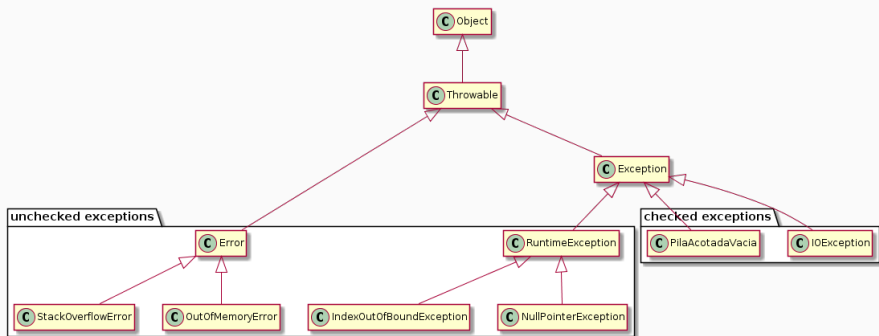 C Object
C Throwable
C Exception
unchecked exceptions
checked exceptions
C Error
C RuntimeException
C PilaAcotadaVacia
C IOException
C StackOverflowError
C OutOfMemoryError
C IndexOutOfBoundException
C NullPointerException